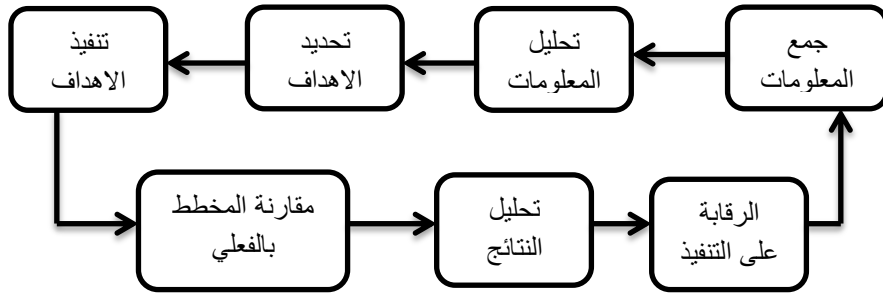 جمع
المعلومات
تحليل
المعلومات
تحديد
الاهداف
تنفيذ
الاهداف
مقارنة المخطط
بالفعلي
تحليل
النتائج
الرقابة
على التنفيذ